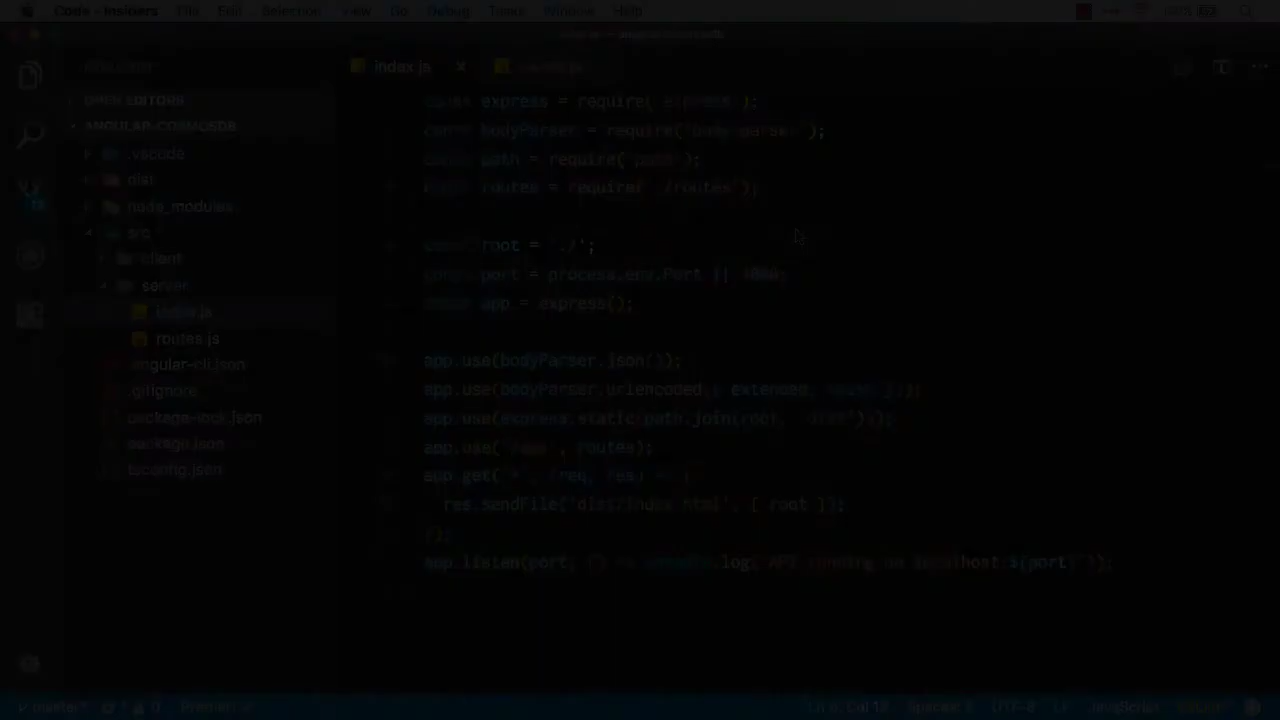 Code - Insiders File Edit Selection View Go Debug Tasks Window Help
index.js
OPEN EDITORS
ANGULAR-COSMOSDB
.vscode
dist
node_modules
src
client
server
index.js
routes.js
angular-cli.json
.gitignore
package-lock.json
package.json
tsconfig.json
const express = require('express');
const bodyParser = require('body-parser');
const path = require('path');
const routes = require('./routes');
const root = './';
const port = process.env.Port ||
const app = express();
app.use(bodyParser.json());
app.use(bodyParser.urlencoded({ extended:
app.use(express.static(path.join(root, 'dist')));
app.use( , routes);
app.get('*', (req, res) => {
res.sendFile('dist/index.html', { root });
});
app.listen(port, () => console.log(`API running on localhost:${port}`));
master* Prettier UTF-8 LF JavaScript